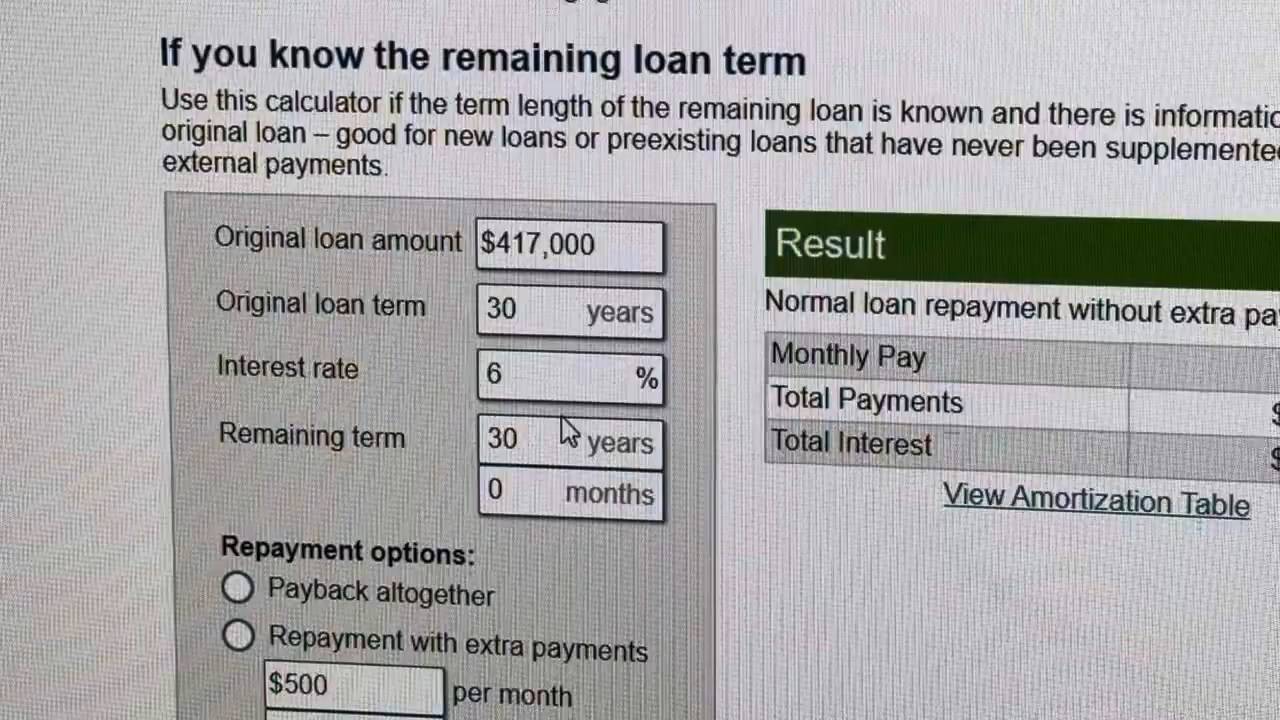 If you know the remaining loan term
Use this calculator if the term length of the remaining loan is known and there is
original loan – good for new loans or preexisting loans that have never been
external payments.
Original loan amount $417,000
Original loan term 30 years
Interest rate 6 %
Remaining term 30 years
0 months
Repayment options:
Payback altogether
Repayment with extra payments
$500 per month
Result
Normal loan repayment without extra
Monthly Pay
Total Payments $
Total Interest $
View Amortization Table